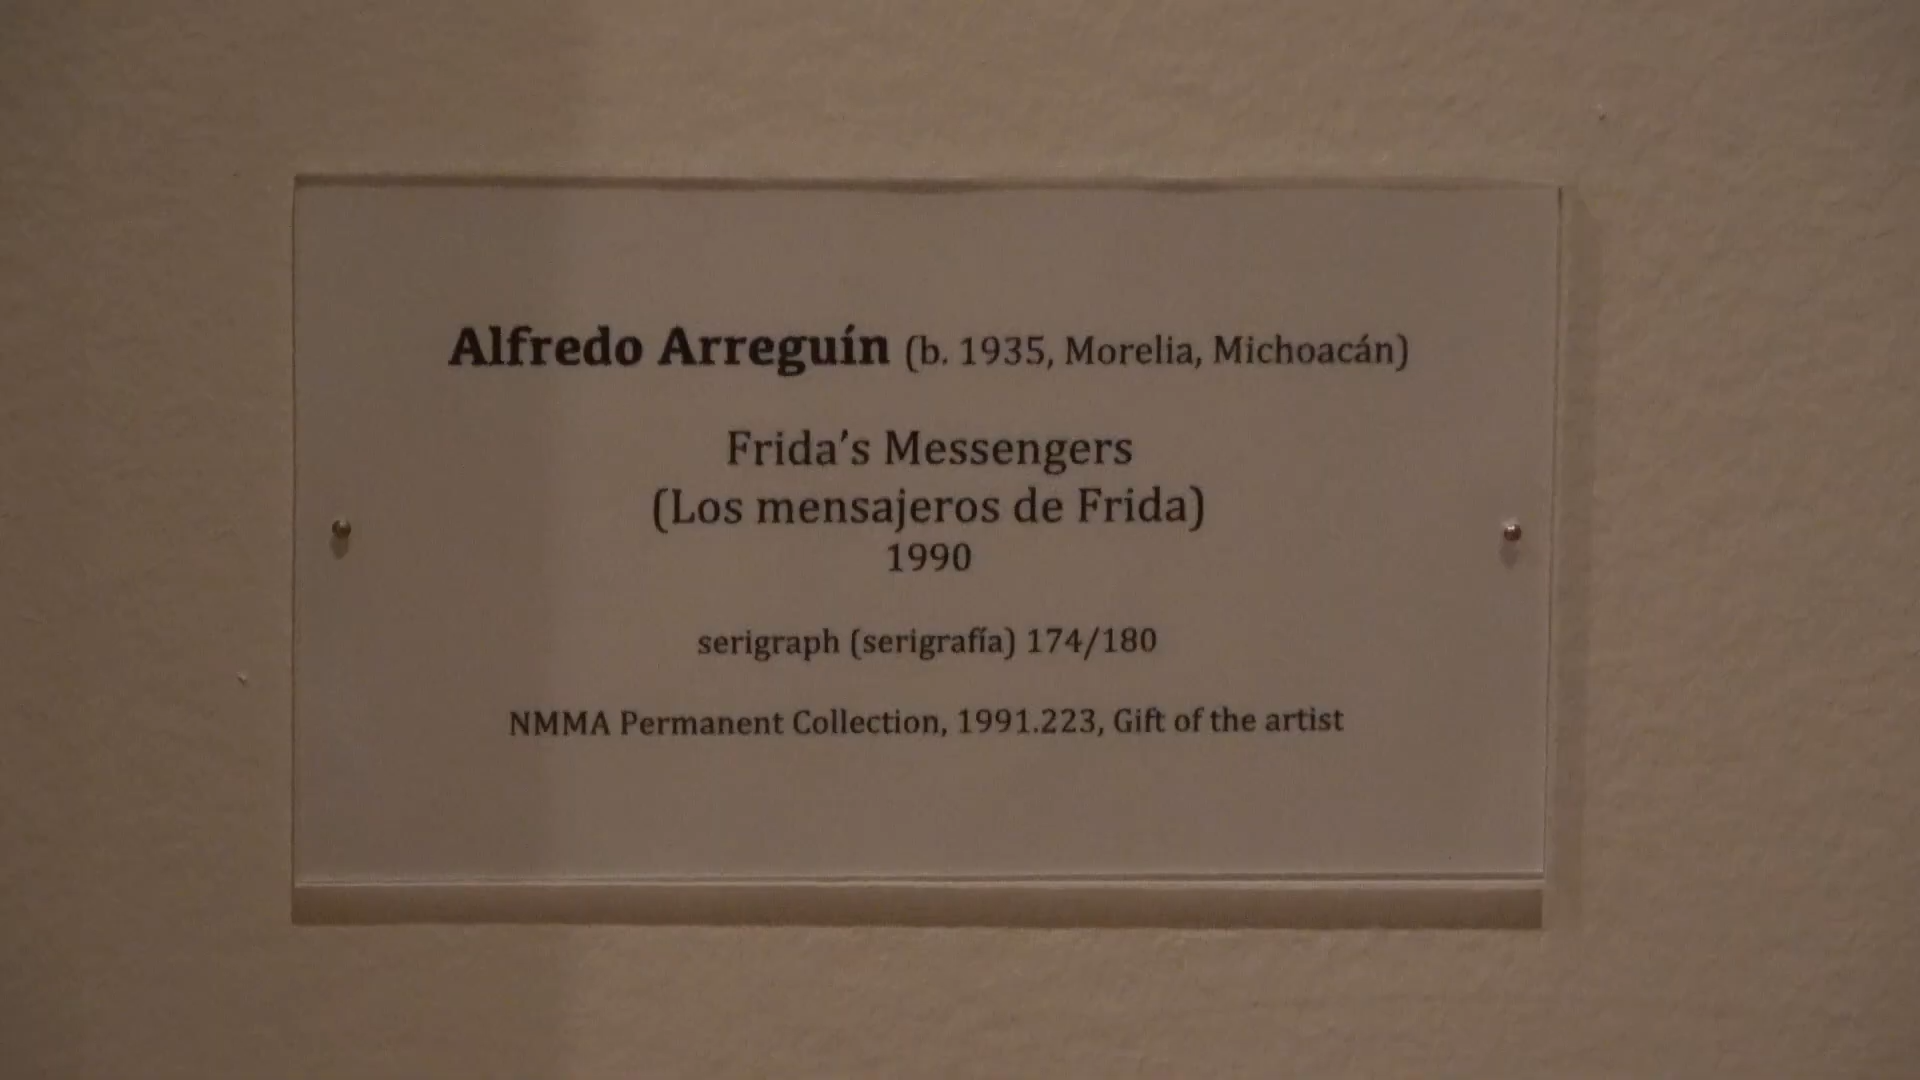 Alfredo Arreguín (b. 1935, Morelia, Michoacán)
Frida's Messengers
(Los mensajeros de Frida)
1990
serigraph (serigrafía) 174/180
NMMA Permanent Collection, 1991.223, Gift of the artist